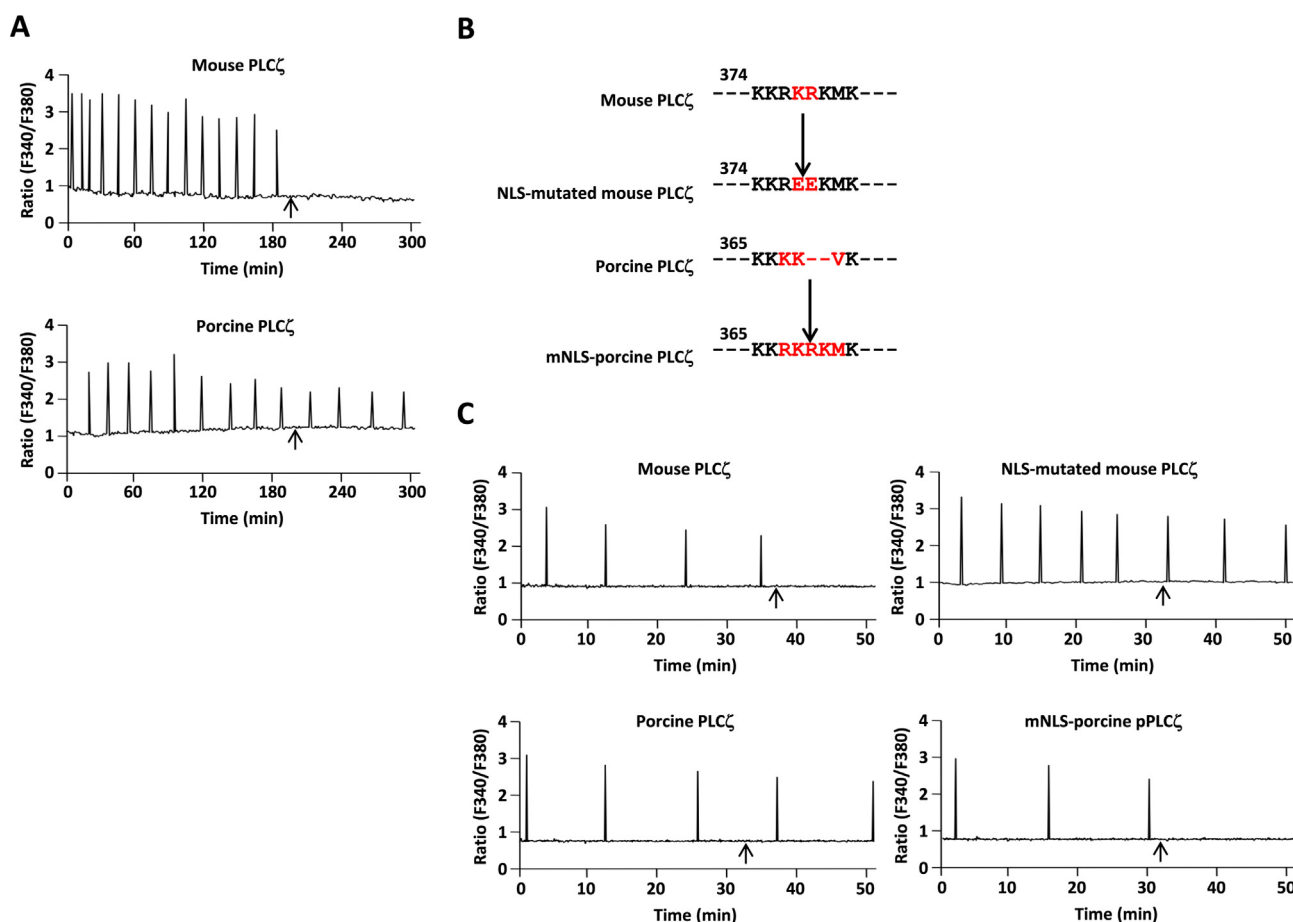 A
Mouse PLCζ
Ratio (F340/F380)
4
3
2
1
0
0 60 120 180 240 300
Time (min)
Porcine PLCζ
Ratio (F340/F380)
4
3
2
1
0
0 60 120 180 240 300
Time (min)
B
374
Mouse PLCζ ----KKRKRKMK----
374
NLS-mutated mouse PLCζ ----KKREEKMK----
365
Porcine PLCζ ----KKKK--VK----
365
mNLS-porcine PLCζ ----KKRKRKMK----
C
Mouse PLCζ
Ratio (F340/F380)
4
3
2
1
0
0 10 20 30 40 50
Time (min)
NLS-mutated mouse PLCζ
Ratio (F340/F380)
4
3
2
1
0
0 10 20 30 40 50
Time (min)
Porcine PLCζ
Ratio (F340/F380)
4
3
2
1
0
0 10 20 30 40 50
Time (min)
mNLS-porcine pPLCζ
Ratio (F340/F380)
4
3
2
1
0
0 10 20 30 40 50
Time (min)